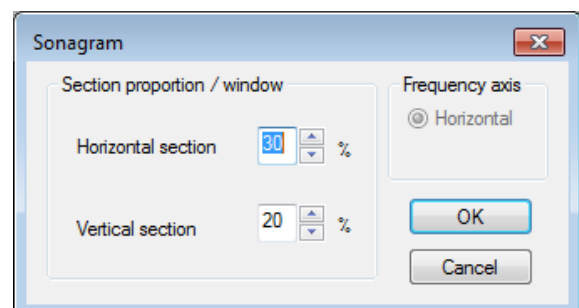 Sonagram
Section proportion / window
Horizontal section 30 %
Vertical section 20 %
Frequency axis
Horizontal
OK
Cancel